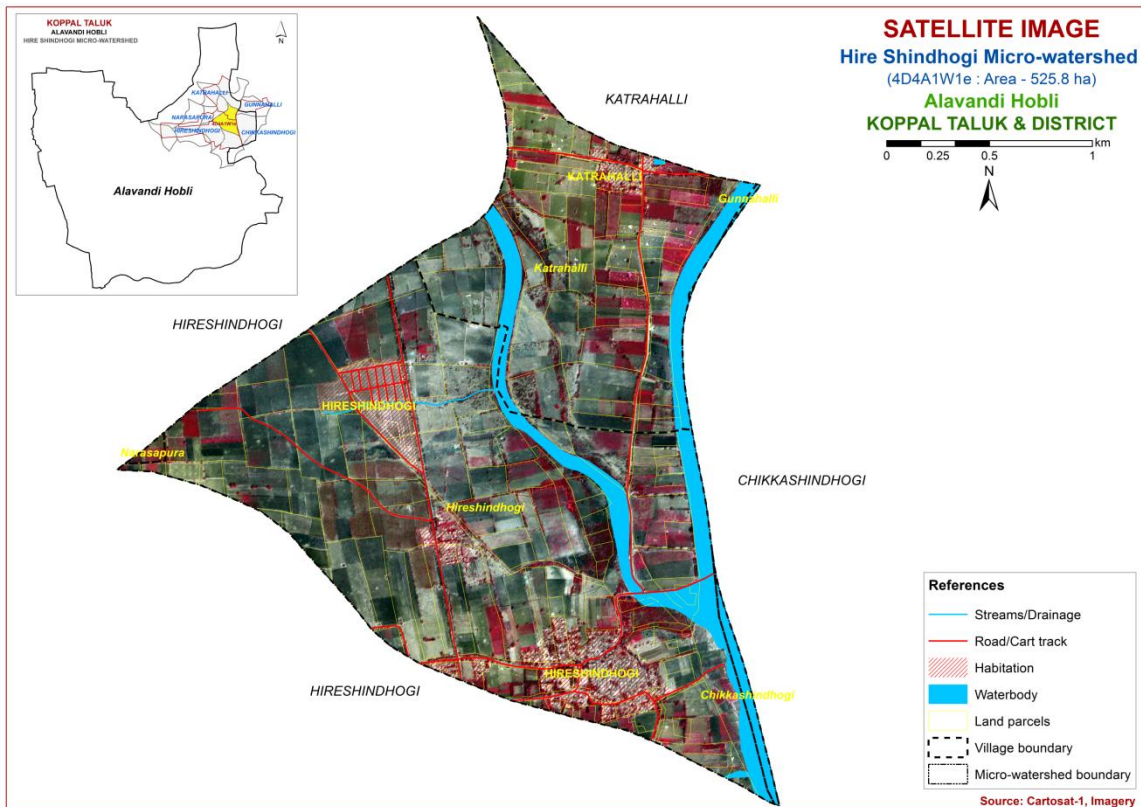 KOPPAL TALUK
ALAVANDI HOBLI
HIRE SHINDHOGI MICRO-WATERSHED
N
KATRAHALLI
GUNNAHALLI
NARASAPURA
HIRESHINDHOGI
CHIKKASHINDHOGI
Alavandi Hobli
SATELLITE IMAGE
Hire Shindhogi Micro-watershed
(4D4A1W1e : Area - 525.8 ha)
Alavandi Hobli
KOPPAL TALUK & DISTRICT
km
0 0.25 0.5 1
N
KATRAHALLI
KATRAHALLI
Gunnahalli
Katrahalli
HIRESHINDHOGI
HIRESHINDHOGI
Narasapura
CHIKKASHINDHOGI
Hireshindhogi
HIRESHINDHOGI
HIRESHINDHOGI
Chikkashindhogi
References
Streams/Drainage
Road/Cart track
Habitation
Waterbody
Land parcels
Village boundary
Micro-watershed boundary
Source: Cartosat-1, Imagery